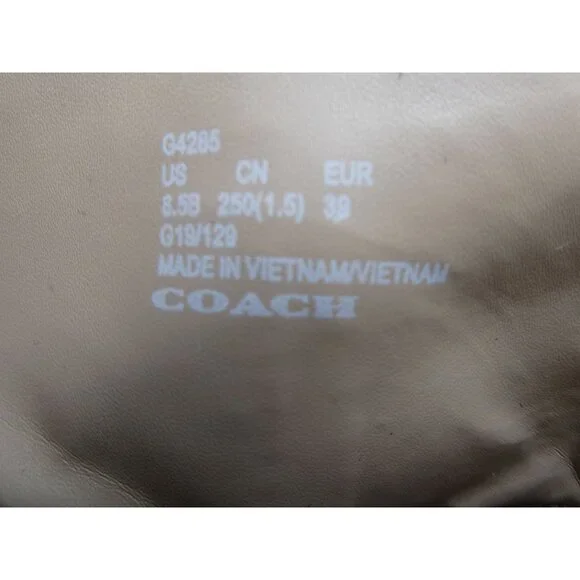 G4285
US CN EUR
8.5B 250(1.5) 39
G19/129
MADE IN VIETNAM/VIETNAM
COACH